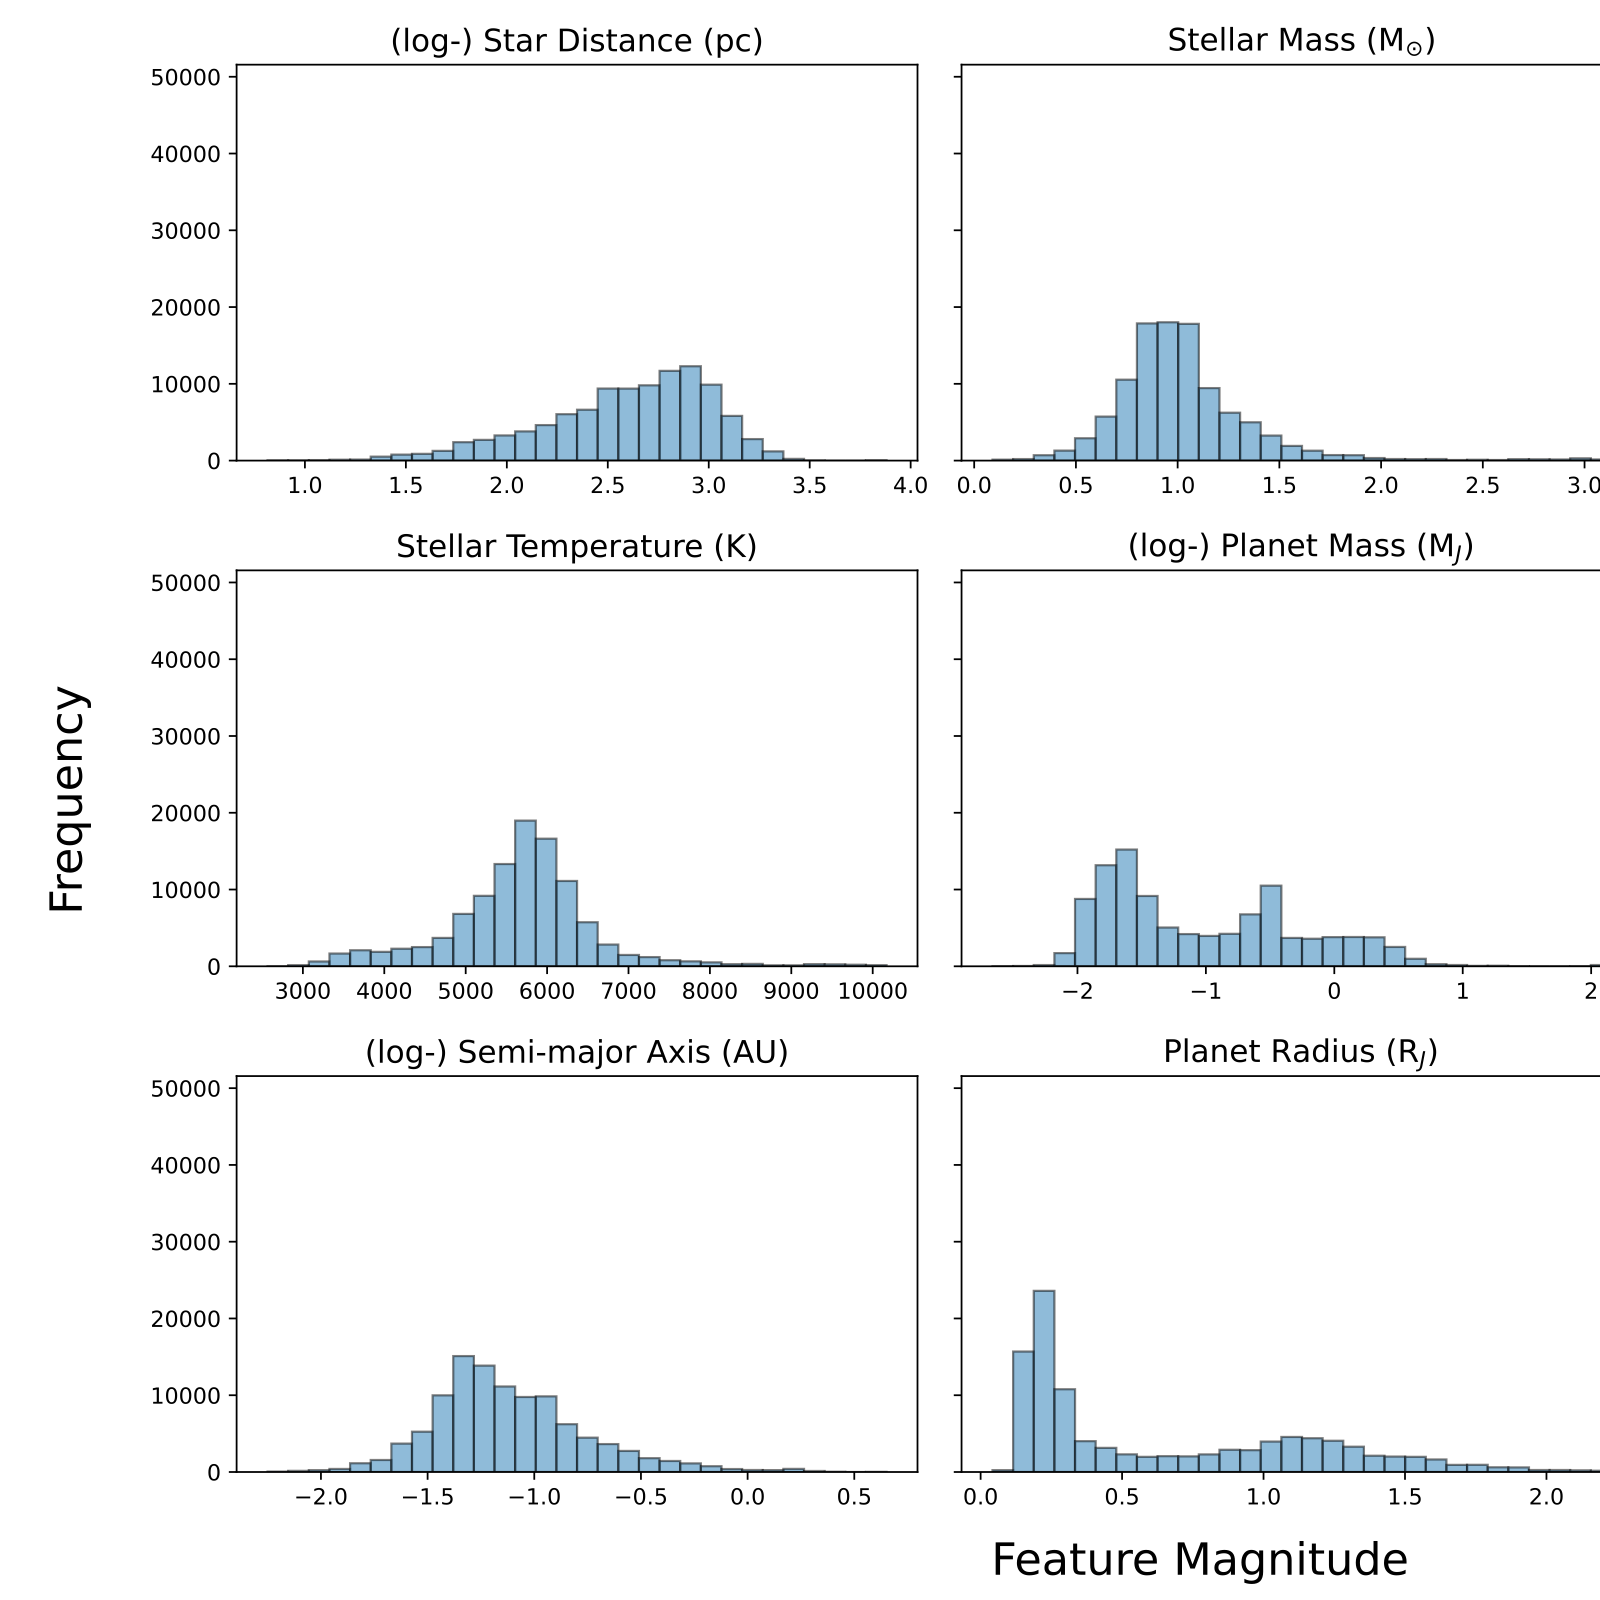 (log-) Star Distance (pc)
50000
40000
30000
20000
10000
0
1.0 1.5 2.0 2.5 3.0 3.5 4.0
Stellar Mass (M⊙)
0.0 0.5 1.0 1.5 2.0 2.5 3.0
Stellar Temperature (K)
50000
40000
30000
20000
10000
0
3000 4000 5000 6000 7000 8000 9000 10000
(log-) Planet Mass (M_J)
−2 −1 0 1 2
Frequency
(log-) Semi-major Axis (AU)
50000
40000
30000
20000
10000
0
−2.0 −1.5 −1.0 −0.5 0.0 0.5
Planet Radius (R_J)
0.0 0.5 1.0 1.5 2.0
Feature Magnitude